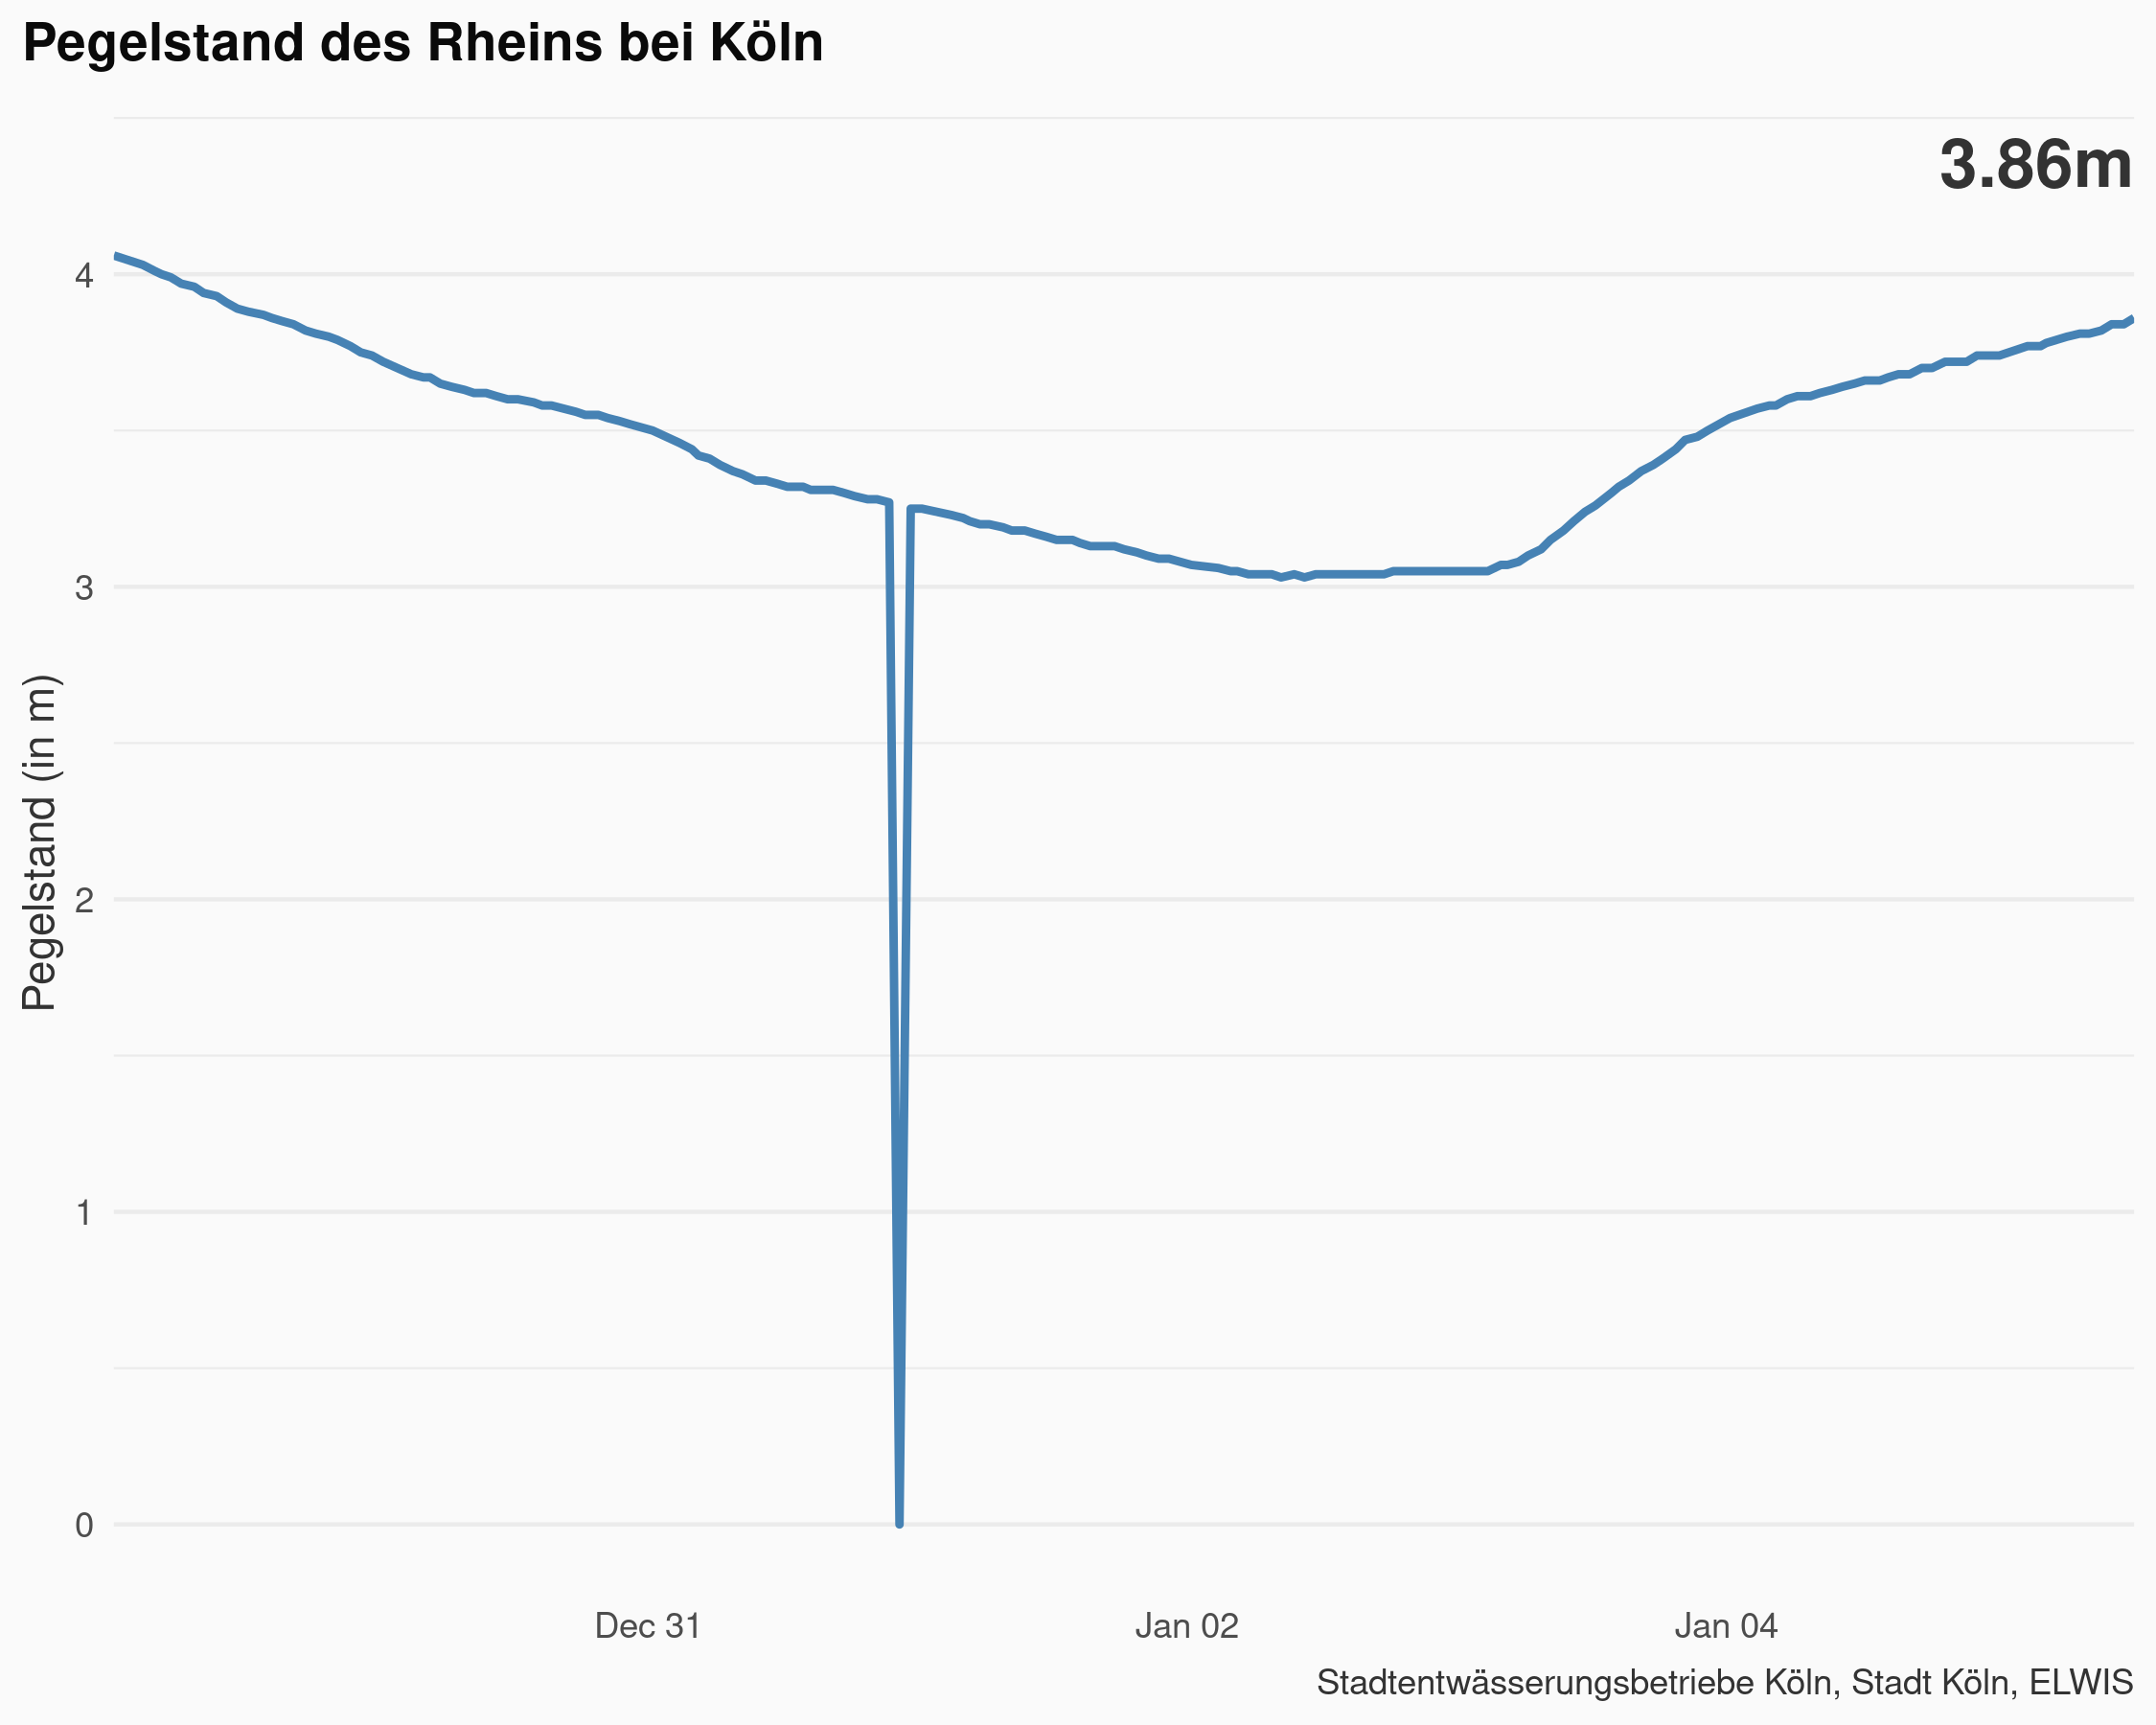 Pegelstand des Rheins bei Köln
3.86m
Pegelstand (in m)
4
3
2
1
0
Dec 31
Jan 02
Jan 04
Stadtentwässerungsbetriebe Köln, Stadt Köln, ELWIS